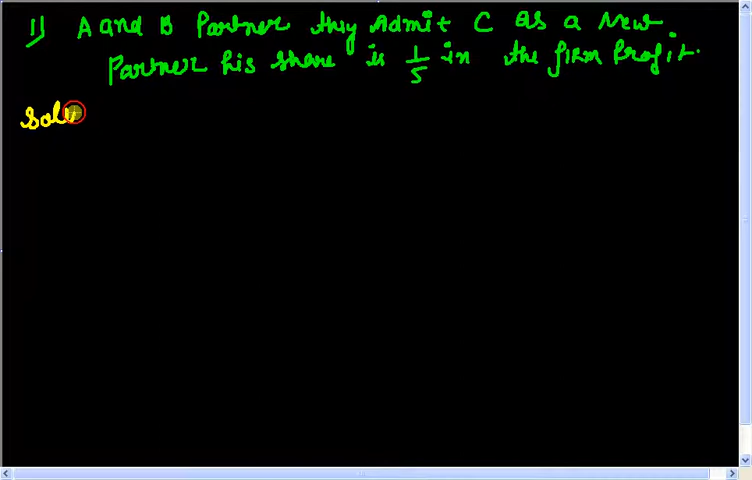 1) A and B Partner they Admit C as a New
Partner his share is 1/5 in the firm Profit.
Solu